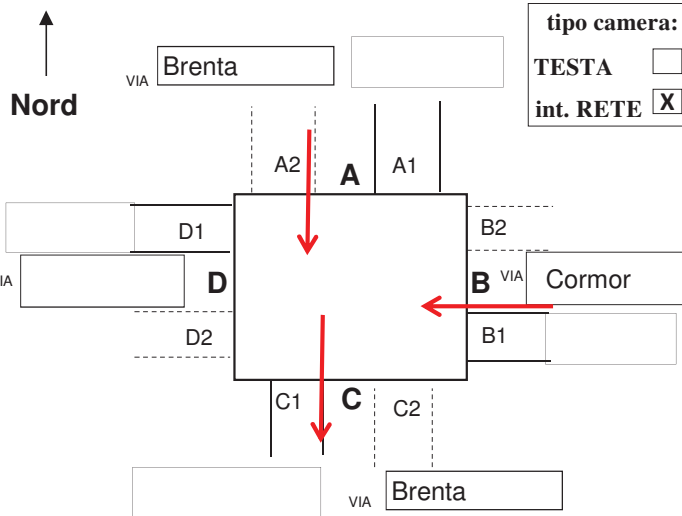 tipo camera:
VIA Brenta
TESTA
Nord
int. RETE X
A2 A A1
D1 B2
VIA D B VIA Cormor
D2 B1
C1 C C2
VIA Brenta